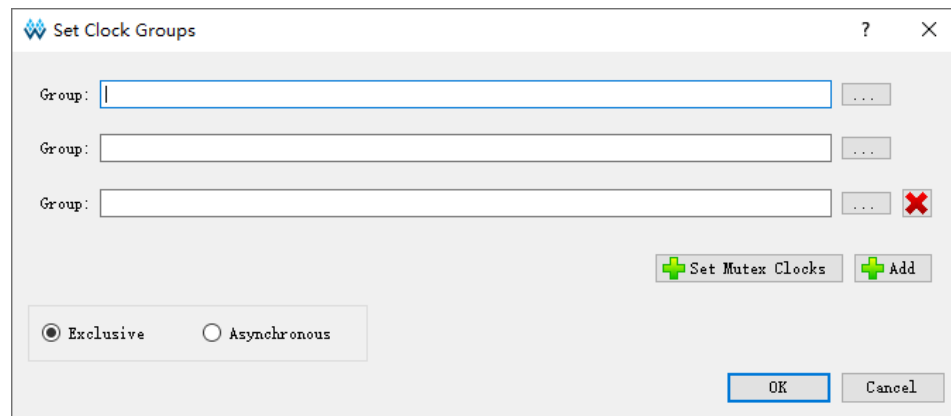 Set Clock Groups ?
Group: ...
Group: ...
Group: ...
Set Mutex Clocks Add
Exclusive Asynchronous
OK Cancel